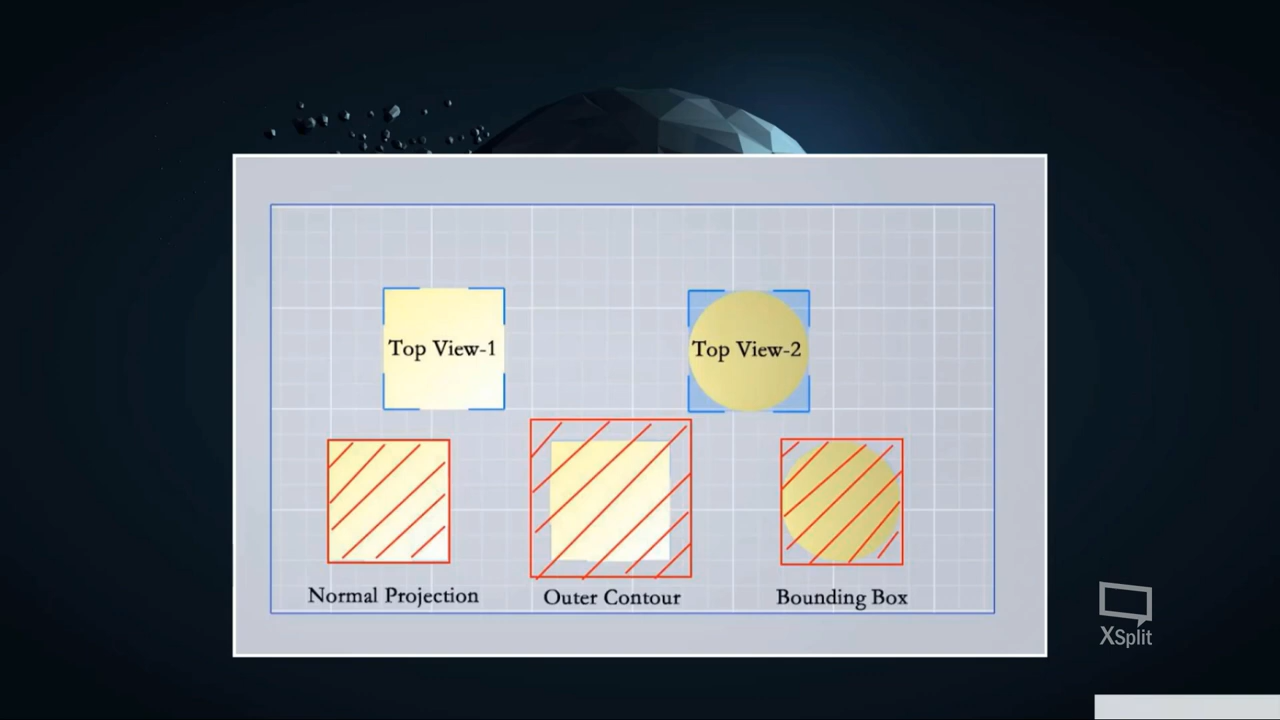 Top View-1
Top View-2
Normal Projection
Outer Contour
Bounding Box
XSplit